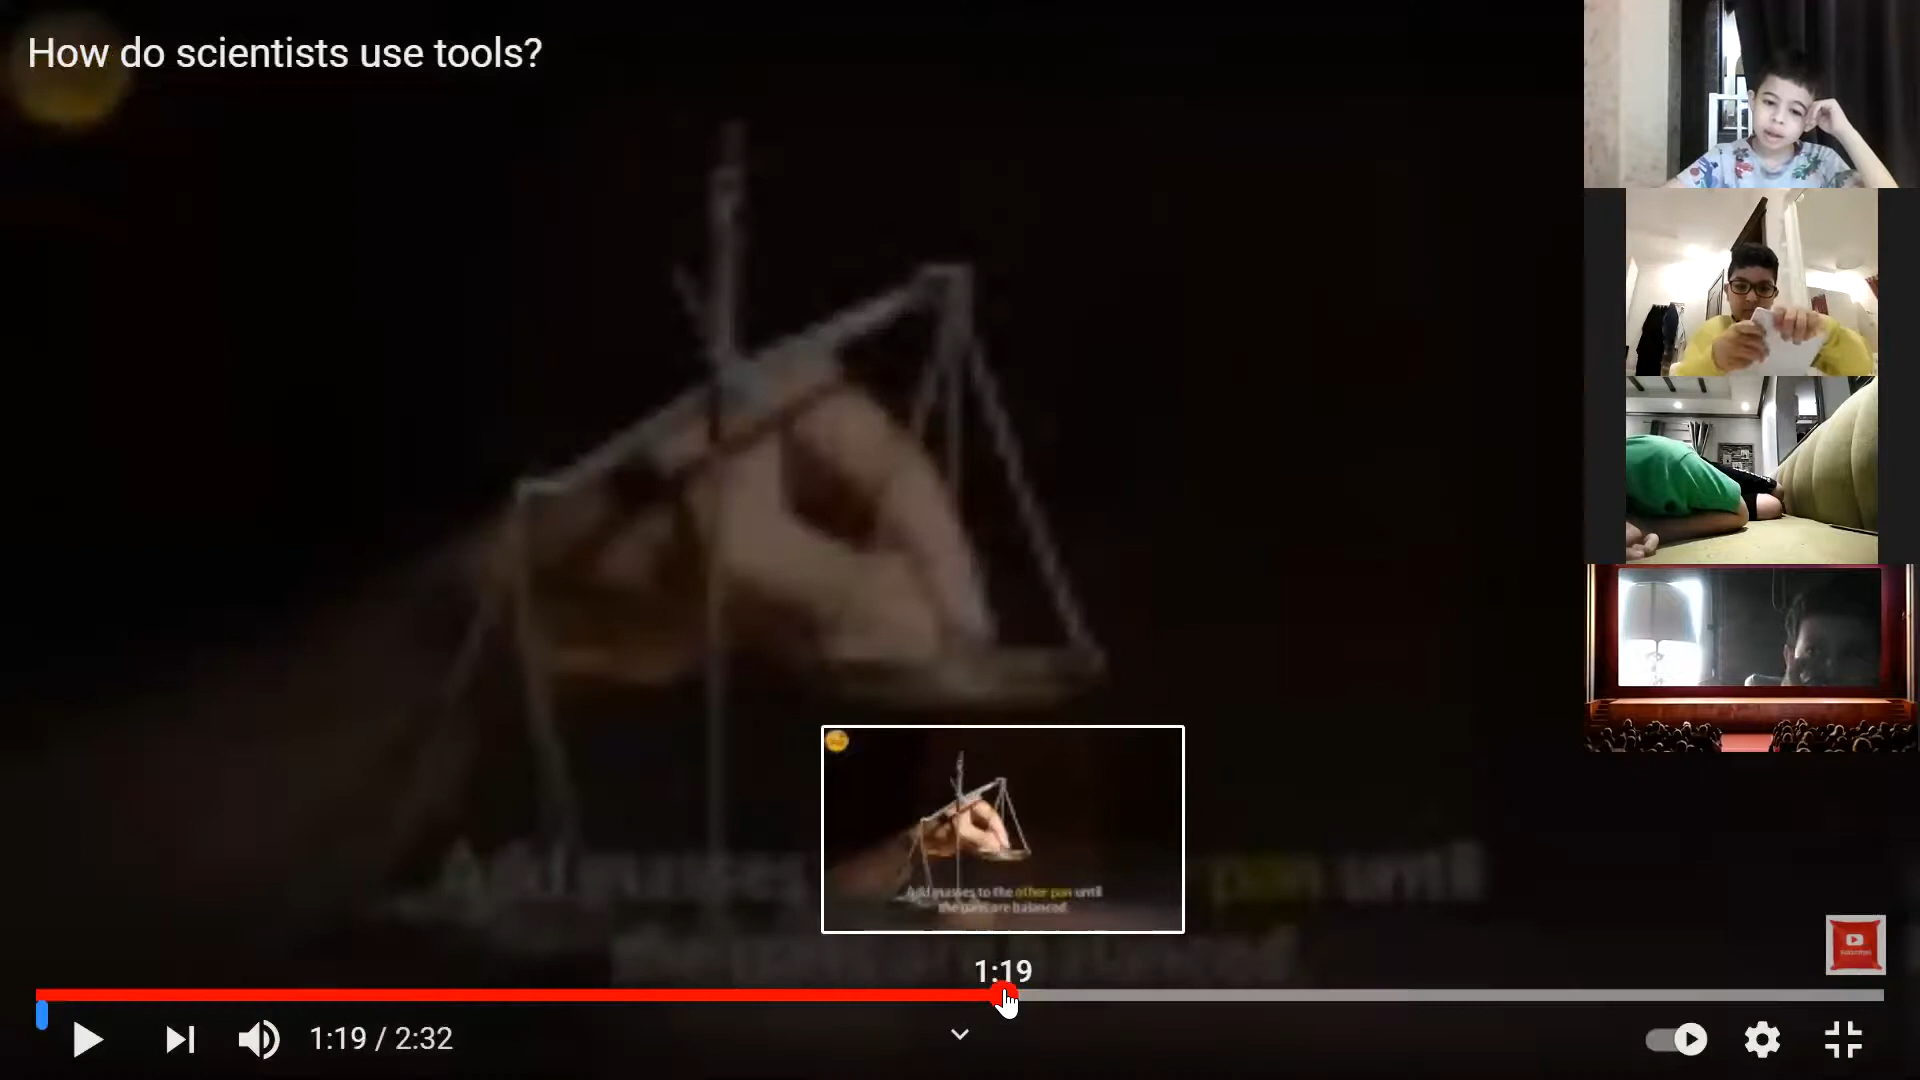 How do scientists use tools?
Add masses to the other pan until
the pans are balanced.
1:19
1:19 / 2:32